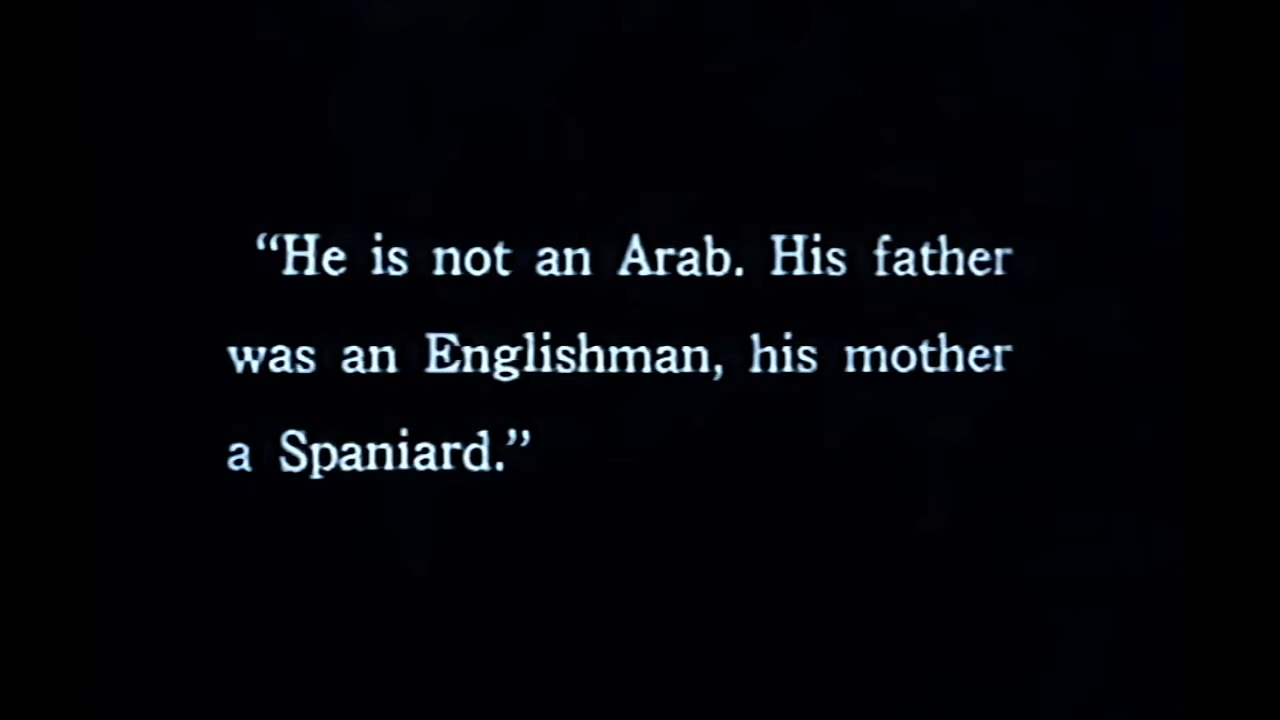 “He is not an Arab. His father
was an Englishman, his mother
a Spaniard.”